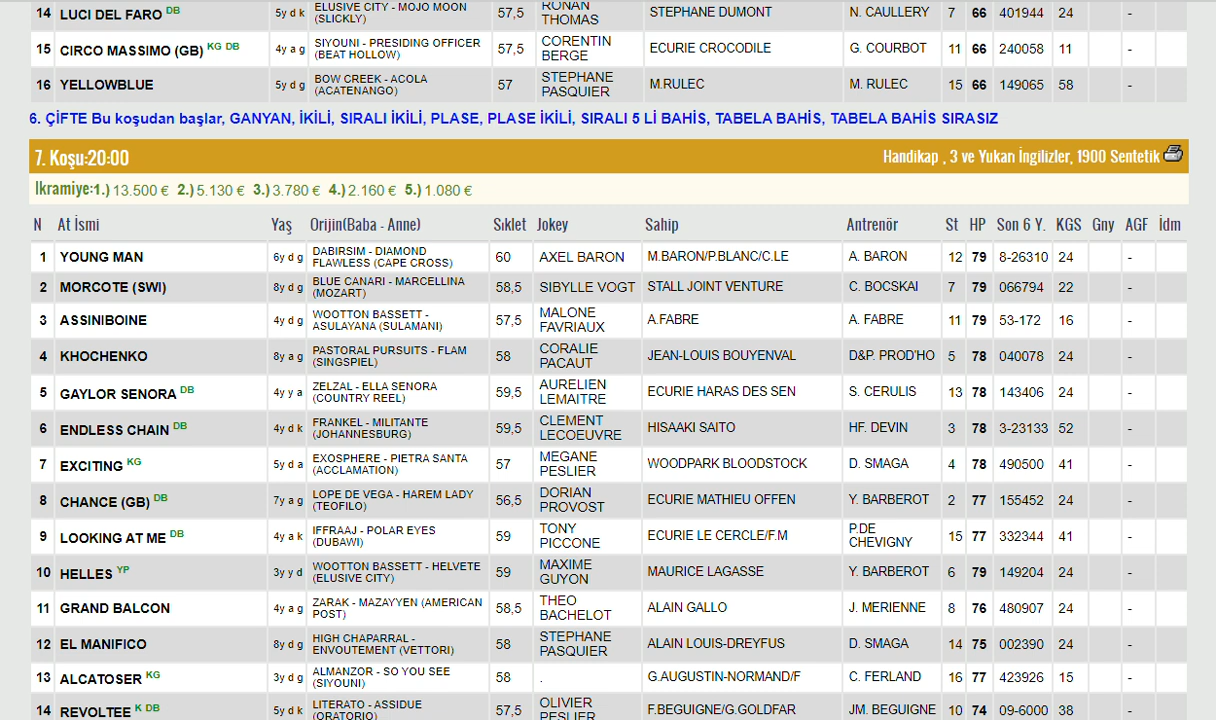 14 LUCI DEL FARO DB 5y d k ELUSIVE CITY - MOJO MOON (SLICKLY) 57,5 RONAN THOMAS STEPHANE DUMONT N. CAULLERY 7 66 401944 24 -
15 CIRCO MASSIMO (GB) KG DB 4y a g SIYOUNI - PRESIDING OFFICER (BEAT HOLLOW) 57,5 CORENTIN BERGE ECURIE CROCODILE G. COURBOT 11 66 240058 11 -
16 YELLOWBLUE 5y d g BOW CREEK - ACOLA (ACATENANGO) 57 STEPHANE PASQUIER M.RULEC M. RULEC 15 66 149065 58 -
6. ÇİFTE Bu koşudan başlar, GANYAN, İKİLİ, SIRALI İKİLİ, PLASE, PLASE İKİLİ, SIRALI 5 Lİ BAHİS, TABELA BAHİS, TABELA BAHİS SIRASIZ
7. Koşu:20:00 Handikap , 3 ve Yukarı İngilizler, 1900 Sentetik
İkramiye:1.) 13.500 € 2.) 5.130 € 3.) 3.780 € 4.) 2.160 € 5.) 1.080 €
N At İsmi Yaş Orijin(Baba - Anne) Sıklet Jokey Sahip Antrenör St HP Son 6 Y. KGS Gny AGF İdm
1 YOUNG MAN 6y d g DABIRSIM - DIAMOND FLAWLESS (CAPE CROSS) 60 AXEL BARON M.BARON/P.BLANC/C.LE A. BARON 12 79 8-26310 24 -
2 MORCOTE (SWI) 8y d g BLUE CANARI - MARCELLINA (MOZART) 58,5 SIBYLLE VOGT STALL JOINT VENTURE C. BOCSKAI 7 79 066794 22 -
3 ASSINIBOINE 4y d g WOOTTON BASSETT - ASULAYANA (SULAMANI) 57,5 MALONE FAVRIAUX A.FABRE A. FABRE 11 79 53-172 16 -
4 KHOCHENKO 8y a g PASTORAL PURSUITS - FLAM (SINGSPIEL) 58 CORALIE PACAUT JEAN-LOUIS BOUYENVAL D&P. PROD'HO 5 78 040078 24 -
5 GAYLOR SENORA DB 4y y a ZELZAL - ELLA SENORA (COUNTRY REEL) 59,5 AURELIEN LEMAITRE ECURIE HARAS DES SEN S. CERULIS 13 78 143406 24 -
6 ENDLESS CHAIN DB 4y d k FRANKEL - MILITANTE (JOHANNESBURG) 59,5 CLEMENT LECOEUVRE HISAAKI SAITO HF. DEVIN 3 78 3-23133 52 -
7 EXCITING KG 5y d a EXOSPHERE - PIETRA SANTA (ACCLAMATION) 57 MEGANE PESLIER WOODPARK BLOODSTOCK D. SMAGA 4 78 490500 41 -
8 CHANCE (GB) DB 7y a g LOPE DE VEGA - HAREM LADY (TEOFILO) 56,5 DORIAN PROVOST ECURIE MATHIEU OFFEN Y. BARBEROT 2 77 155452 24 -
9 LOOKING AT ME DB 4y a k IFFRAAJ - POLAR EYES (DUBAWI) 59 TONY PICCONE ECURIE LE CERCLE/F.M P.DE CHEVIGNY 15 77 332344 41 -
10 HELLES YP 3y y d WOOTTON BASSETT - HELVETE (ELUSIVE CITY) 59 MAXIME GUYON MAURICE LAGASSE Y. BARBEROT 6 79 149204 24 -
11 GRAND BALCON 4y a g ZARAK - MAZAYYEN (AMERICAN POST) 58,5 THEO BACHELOT ALAIN GALLO J. MERIENNE 8 76 480907 24 -
12 EL MANIFICO 8y d g HIGH CHAPARRAL - ENVOUTEMENT (VETTORI) 58 STEPHANE PASQUIER ALAIN LOUIS-DREYFUS D. SMAGA 14 75 002390 24 -
13 ALCATOSER KG 3y d g ALMANZOR - SO YOU SEE (SIYOUNI) 58 . G.AUGUSTIN-NORMAND/F C. FERLAND 16 77 423926 15 -
14 REVOLTEE K DB 5y d k LITERATO - ASSIDUE (ORATORIO) 57,5 OLIVIER PESLIER F.BEGUIGNE/G.GOLDFAR JM. BEGUIGNE 10 74 09-6000 38 -